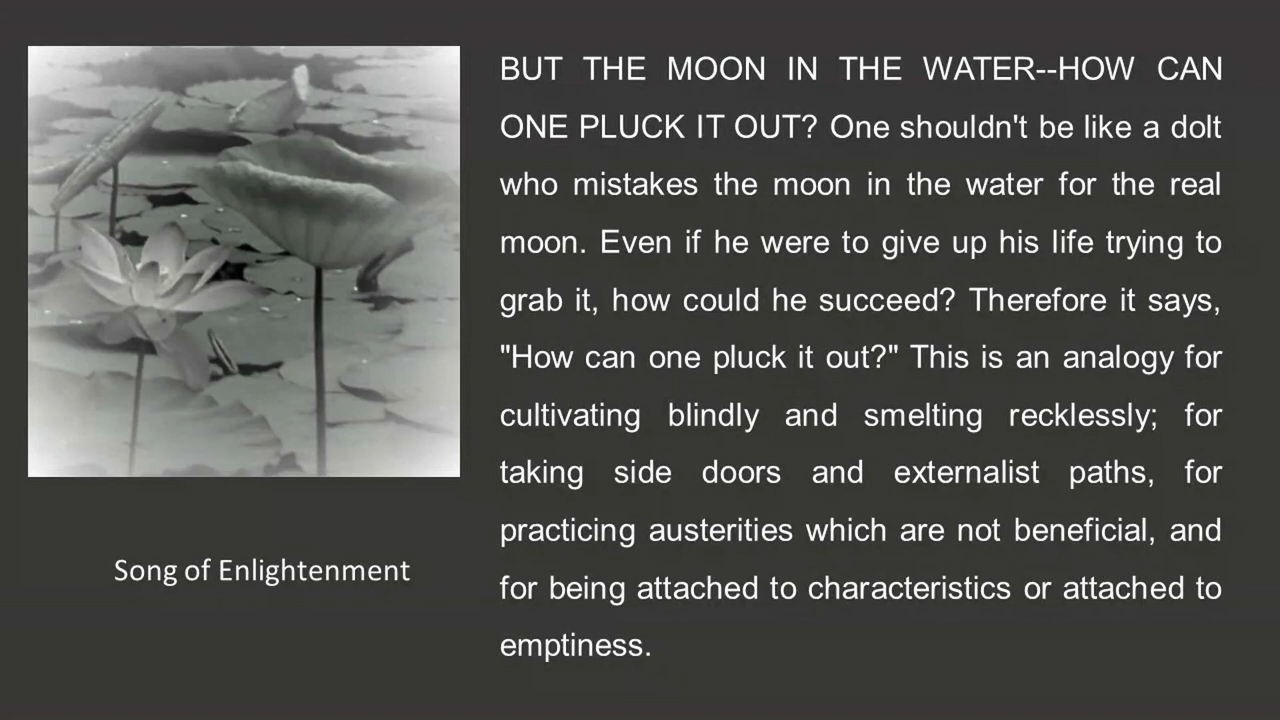 BUT THE MOON IN THE WATER--HOW CAN
ONE PLUCK IT OUT? One shouldn't be like a dolt
who mistakes the moon in the water for the real
moon. Even if he were to give up his life trying to
grab it, how could he succeed? Therefore it says,
"How can one pluck it out?" This is an analogy for
cultivating blindly and smelting recklessly; for
taking side doors and externalist paths, for
practicing austerities which are not beneficial, and
for being attached to characteristics or attached to
emptiness.
Song of Enlightenment